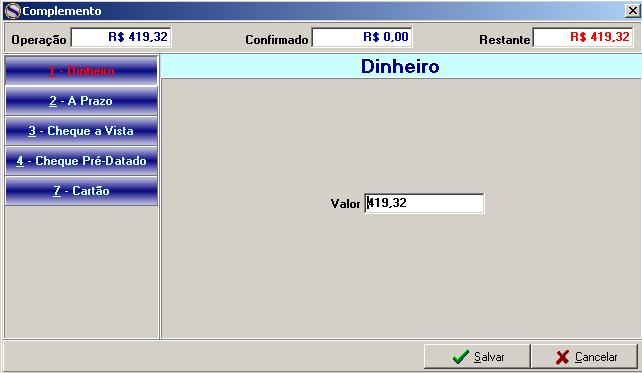 Complemento
Operação R$ 419,32 Confirmado R$ 0,00 Restante R$ 419,32
1 - Dinheiro
2 - A Prazo
3 - Cheque a Vista
4 - Cheque Pré-Datado
7 - Cartão
Dinheiro
Valor 419,32
Salvar Cancelar